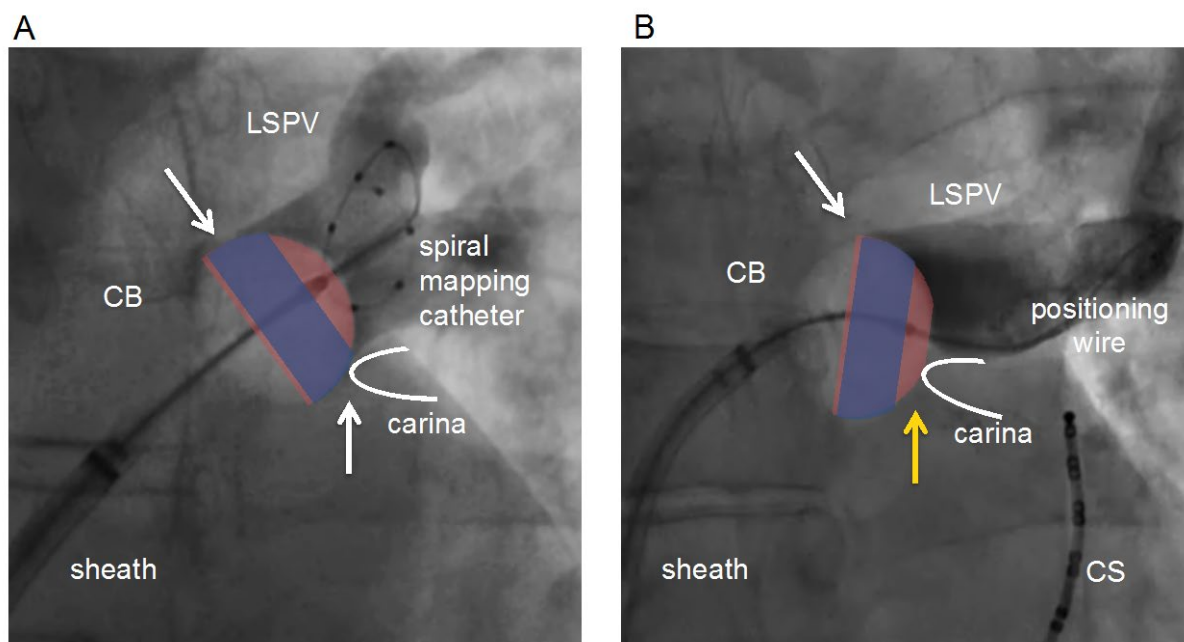 A
LSPV
CB
spiral
mapping
catheter
carina
sheath
B
LSPV
CB
positioning
wire
carina
sheath
CS